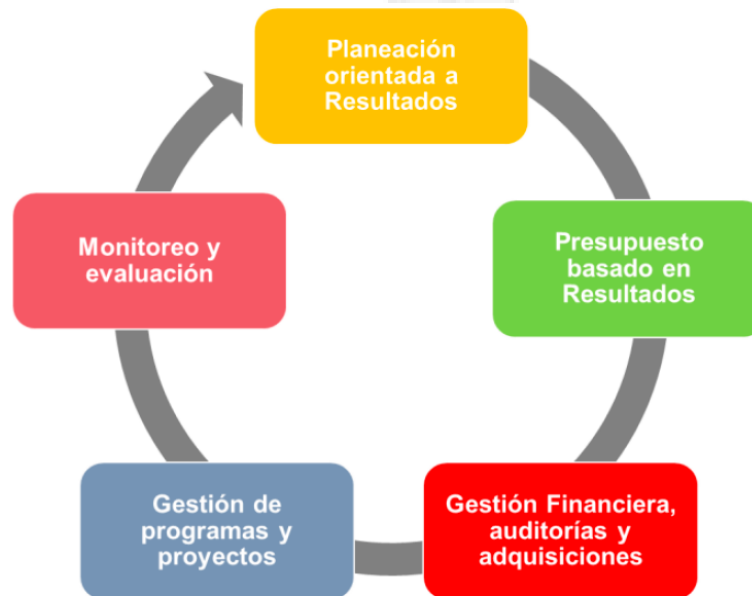 Planeación
orientada a
Resultados
Presupuesto
basado en
Resultados
Gestión Financiera,
auditorías y
adquisiciones
Gestión de
programas y
proyectos
Monitoreo y
evaluación